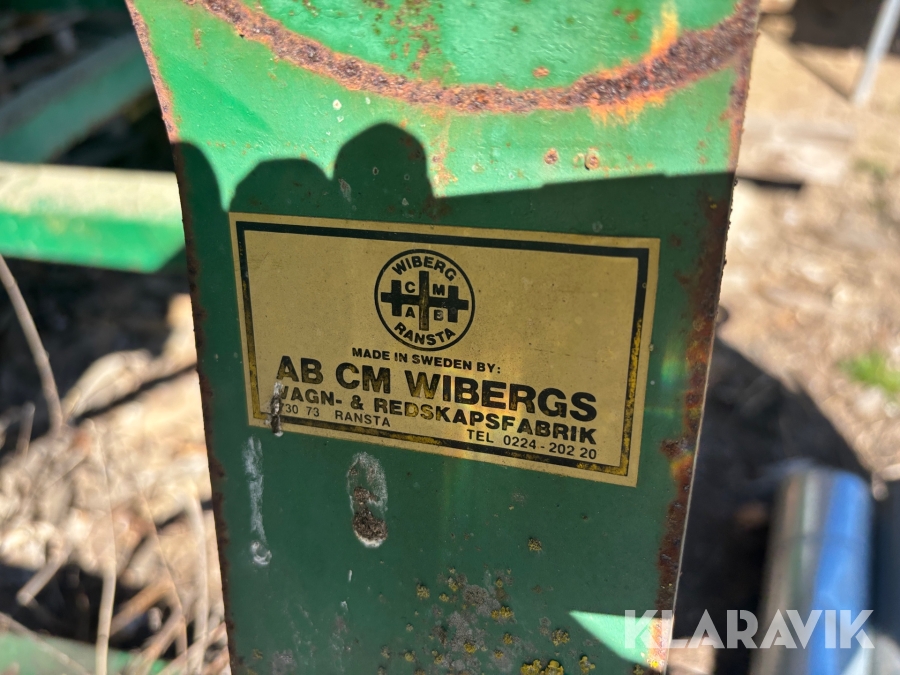 WIBERG
C M
A B
RANSTA
MADE IN SWEDEN BY:
AB CM WIBERGS
VAGN- & REDSKAPSFABRIK
730 73 RANSTA TEL 0224-202 20
KLARAVIK